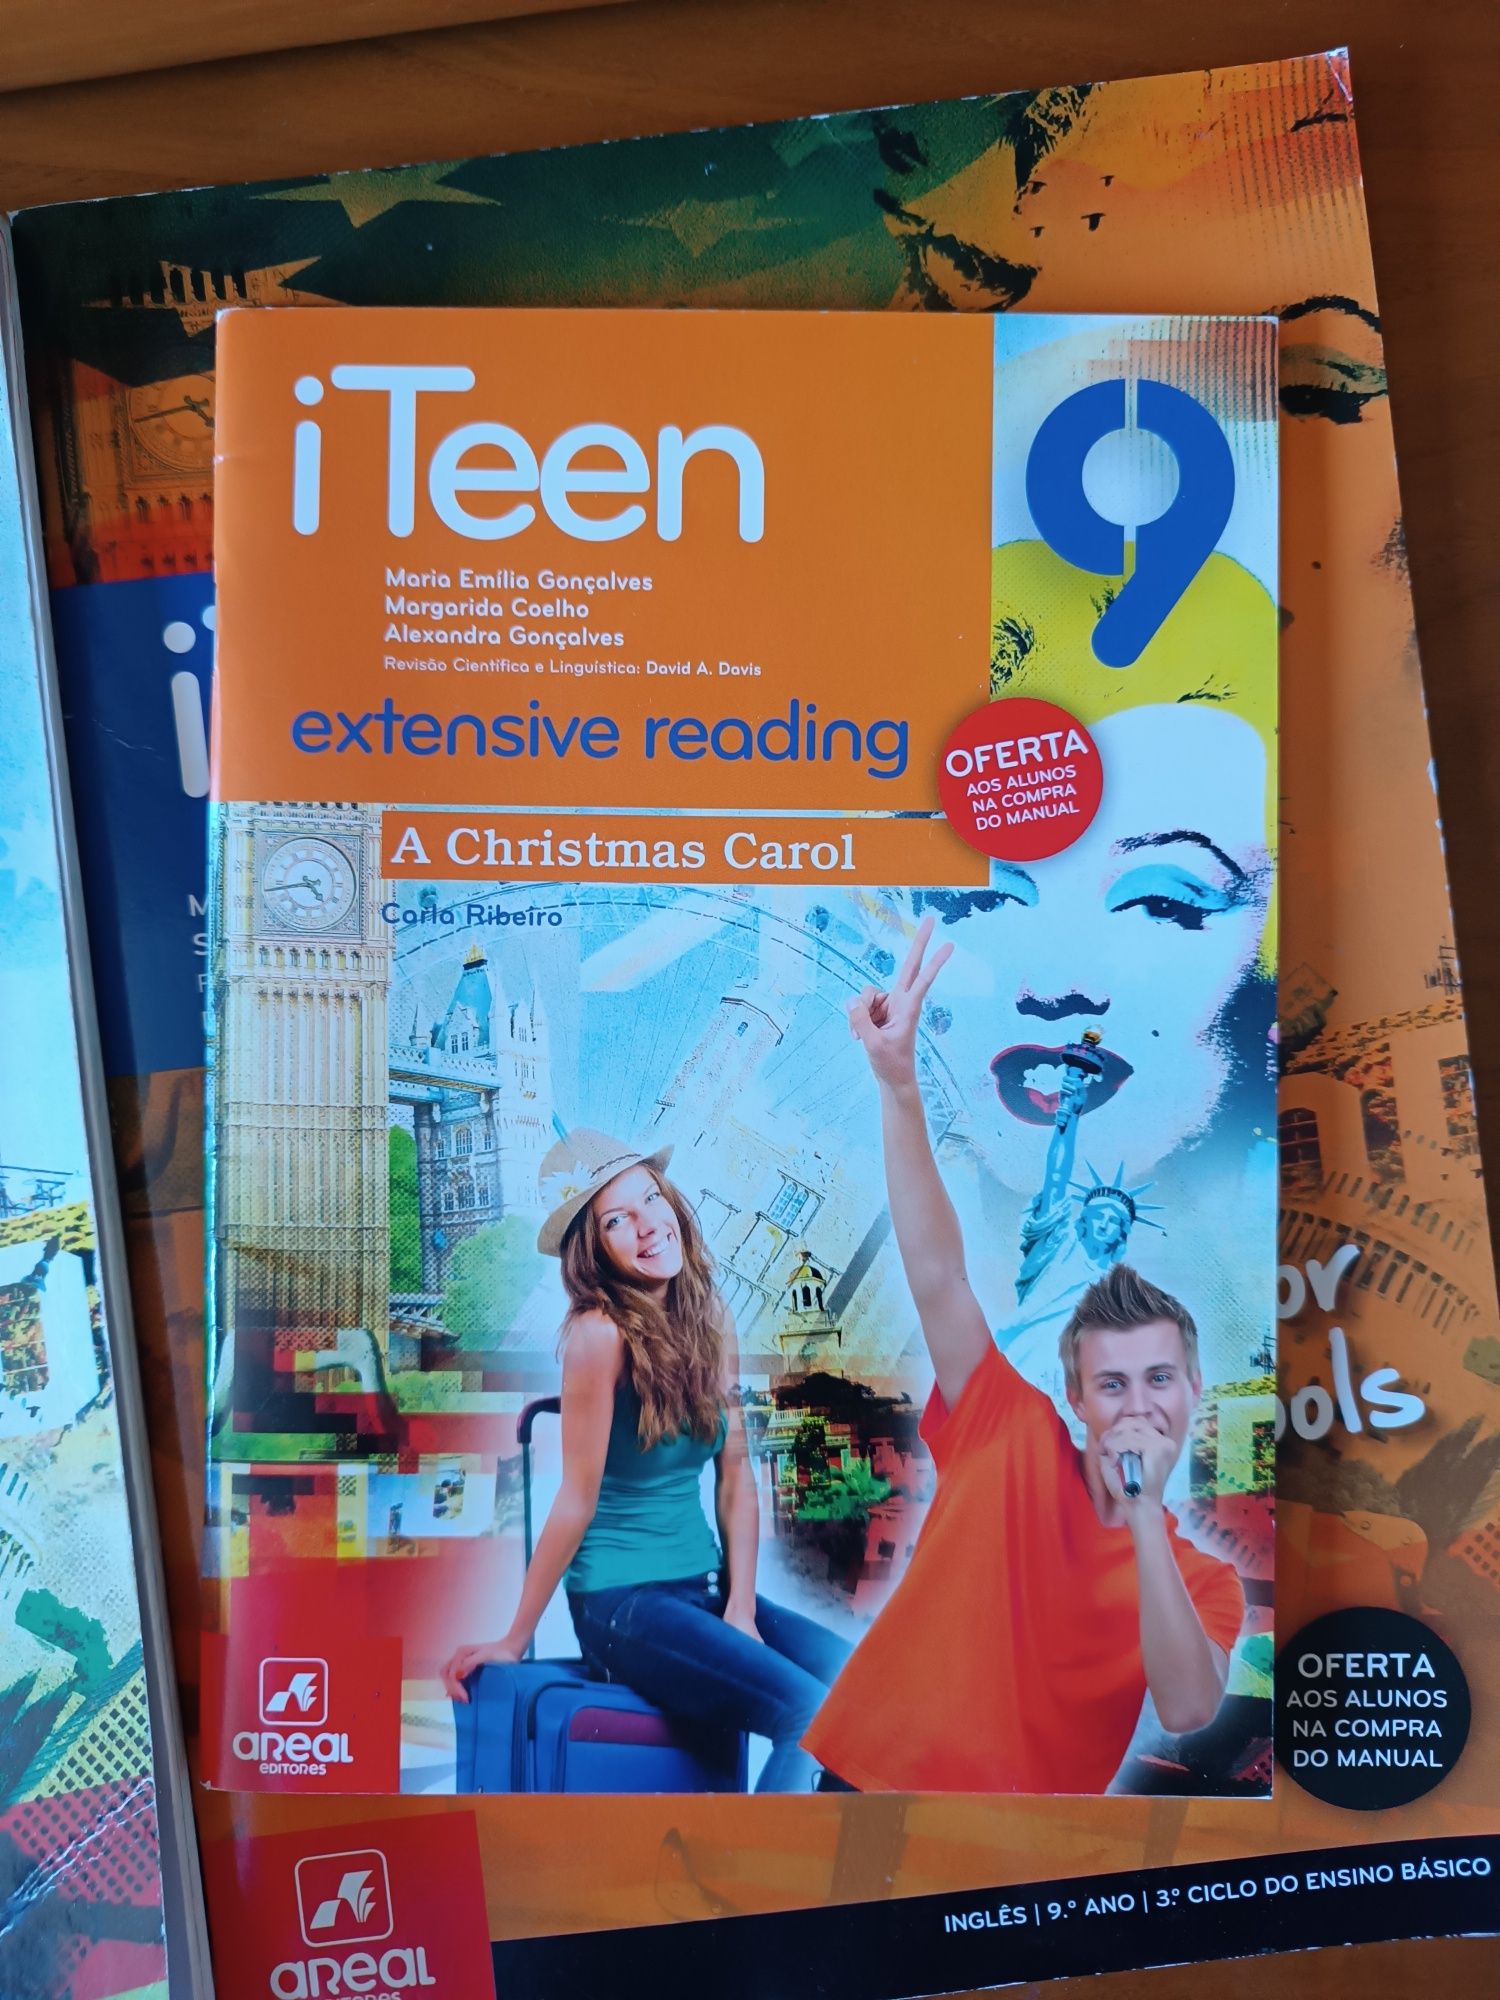 iTeen
9
Maria Emília Gonçalves
Margarida Coelho
Alexandra Gonçalves
Revisão Científica e Linguística: David A. Davis
extensive reading
OFERTA
AOS ALUNOS
NA COMPRA
DO MANUAL
A Christmas Carol
Carla Ribeiro
areal
EDITORES
OFERTA
AOS ALUNOS
NA COMPRA
DO MANUAL
INGLÊS | 9.º ANO | 3.º CICLO DO ENSINO BÁSICO
areal
EDITORES